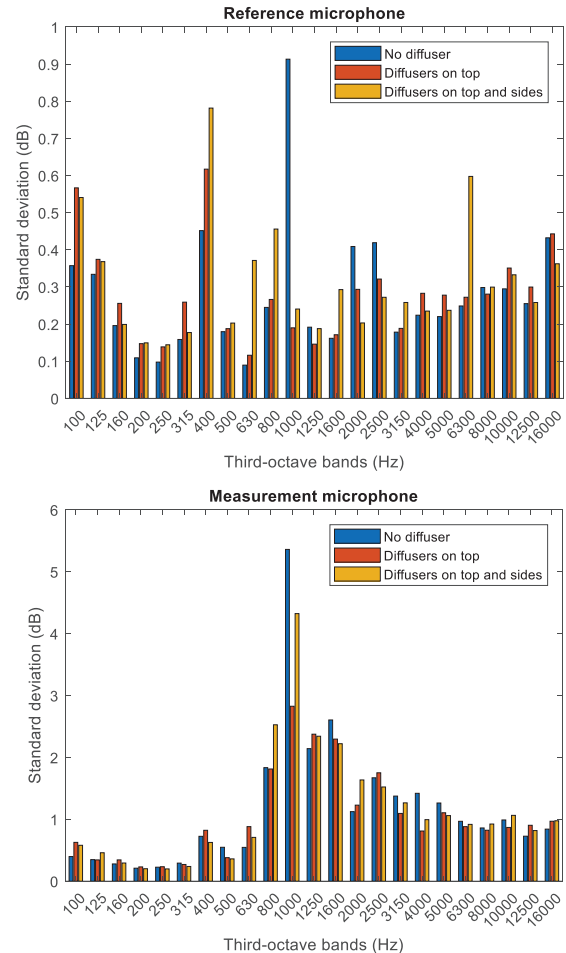 Reference microphone
1
0.9
0.8
0.7
0.6
0.5
0.4
0.3
0.2
0.1
0
Standard deviation (dB)
No diffuser
Diffusers on top
Diffusers on top and sides
100 125 160 200 250 315 400 500 630 800 1000 1250 1600 2000 2500 3150 4000 5000 6300 8000 10000 12500 16000
Third-octave bands (Hz)
Measurement microphone
6
5
4
3
2
1
0
Standard deviation (dB)
No diffuser
Diffusers on top
Diffusers on top and sides
100 125 160 200 250 315 400 500 630 800 1000 1250 1600 2000 2500 3150 4000 5000 6300 8000 10000 12500 16000
Third-octave bands (Hz)